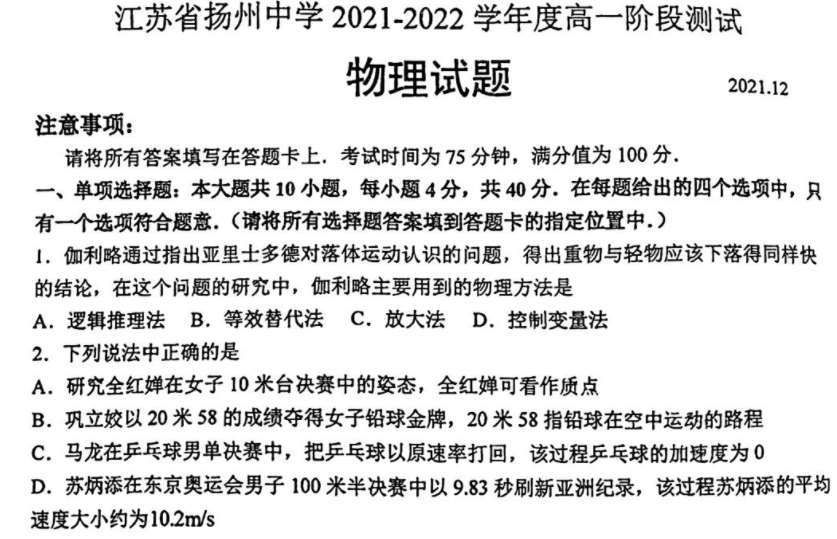 江苏省扬州中学 2021-2022 学年度高一阶段测试
物理试题
2021.12
注意事项：
请将所有答案填写在答题卡上．考试时间为 75 分钟，满分值为 100 分．
一、单项选择题：本大题共 10 小题，每小题 4 分，共 40 分．在每题给出的四个选项中，只
有一个选项符合题意．（请将所有选择题答案填到答题卡的指定位置中．）
1．伽利略通过指出亚里士多德对落体运动认识的问题，得出重物与轻物应该下落得同样快
的结论，在这个问题的研究中，伽利略主要用到的物理方法是
A．逻辑推理法 B．等效替代法 C．放大法 D．控制变量法
2．下列说法中正确的是
A．研究全红婵在女子 10 米台决赛中的姿态，全红婵可看作质点
B．巩立姣以 20 米 58 的成绩夺得女子铅球金牌，20 米 58 指铅球在空中运动的路程
C．马龙在乒乓球男单决赛中，把乒乓球以原速率打回，该过程乒乓球的加速度为 0
D．苏炳添在东京奥运会男子 100 米半决赛中以 9.83 秒刷新亚洲纪录，该过程苏炳添的平均
速度大小约为10.2m/s